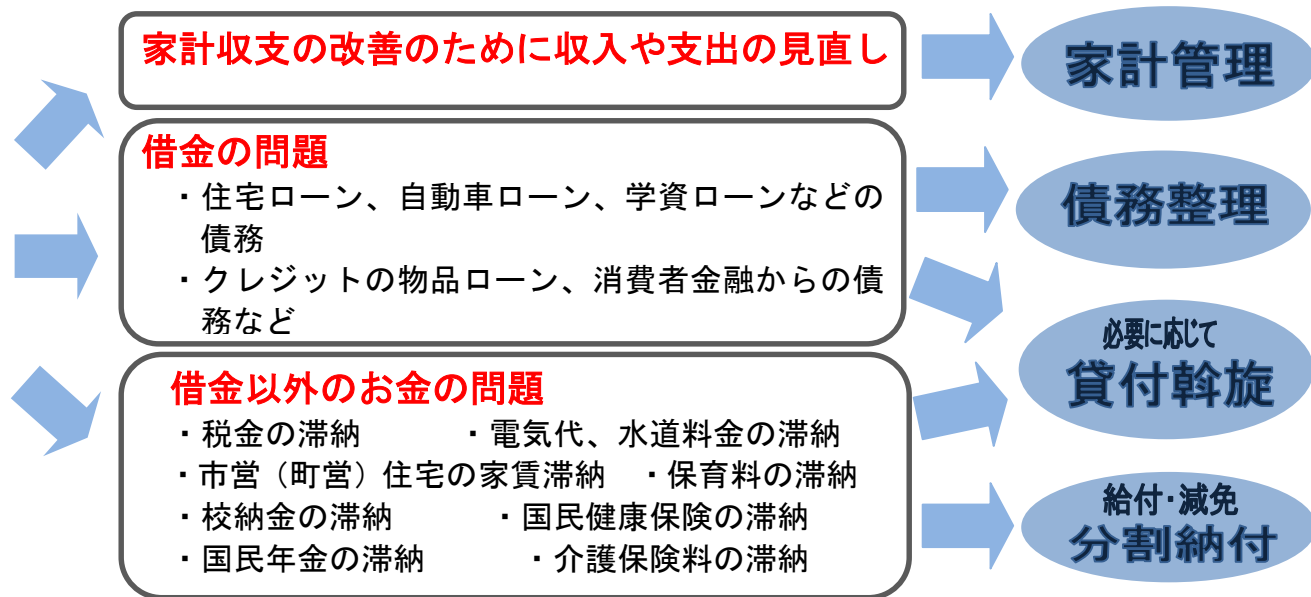 家計収支の改善のために収入や支出の見直し
家計管理
借金の問題
・住宅ローン、自動車ローン、学資ローンなどの
債務
・クレジットの物品ローン、消費者金融からの債
務など
債務整理
必要に応じて
貸付斡旋
借金以外のお金の問題
・税金の滞納 ・電気代、水道料金の滞納
・市営（町営）住宅の家賃滞納 ・保育料の滞納
・校納金の滞納 ・国民健康保険の滞納
・国民年金の滞納 ・介護保険料の滞納
給付・減免
分割納付